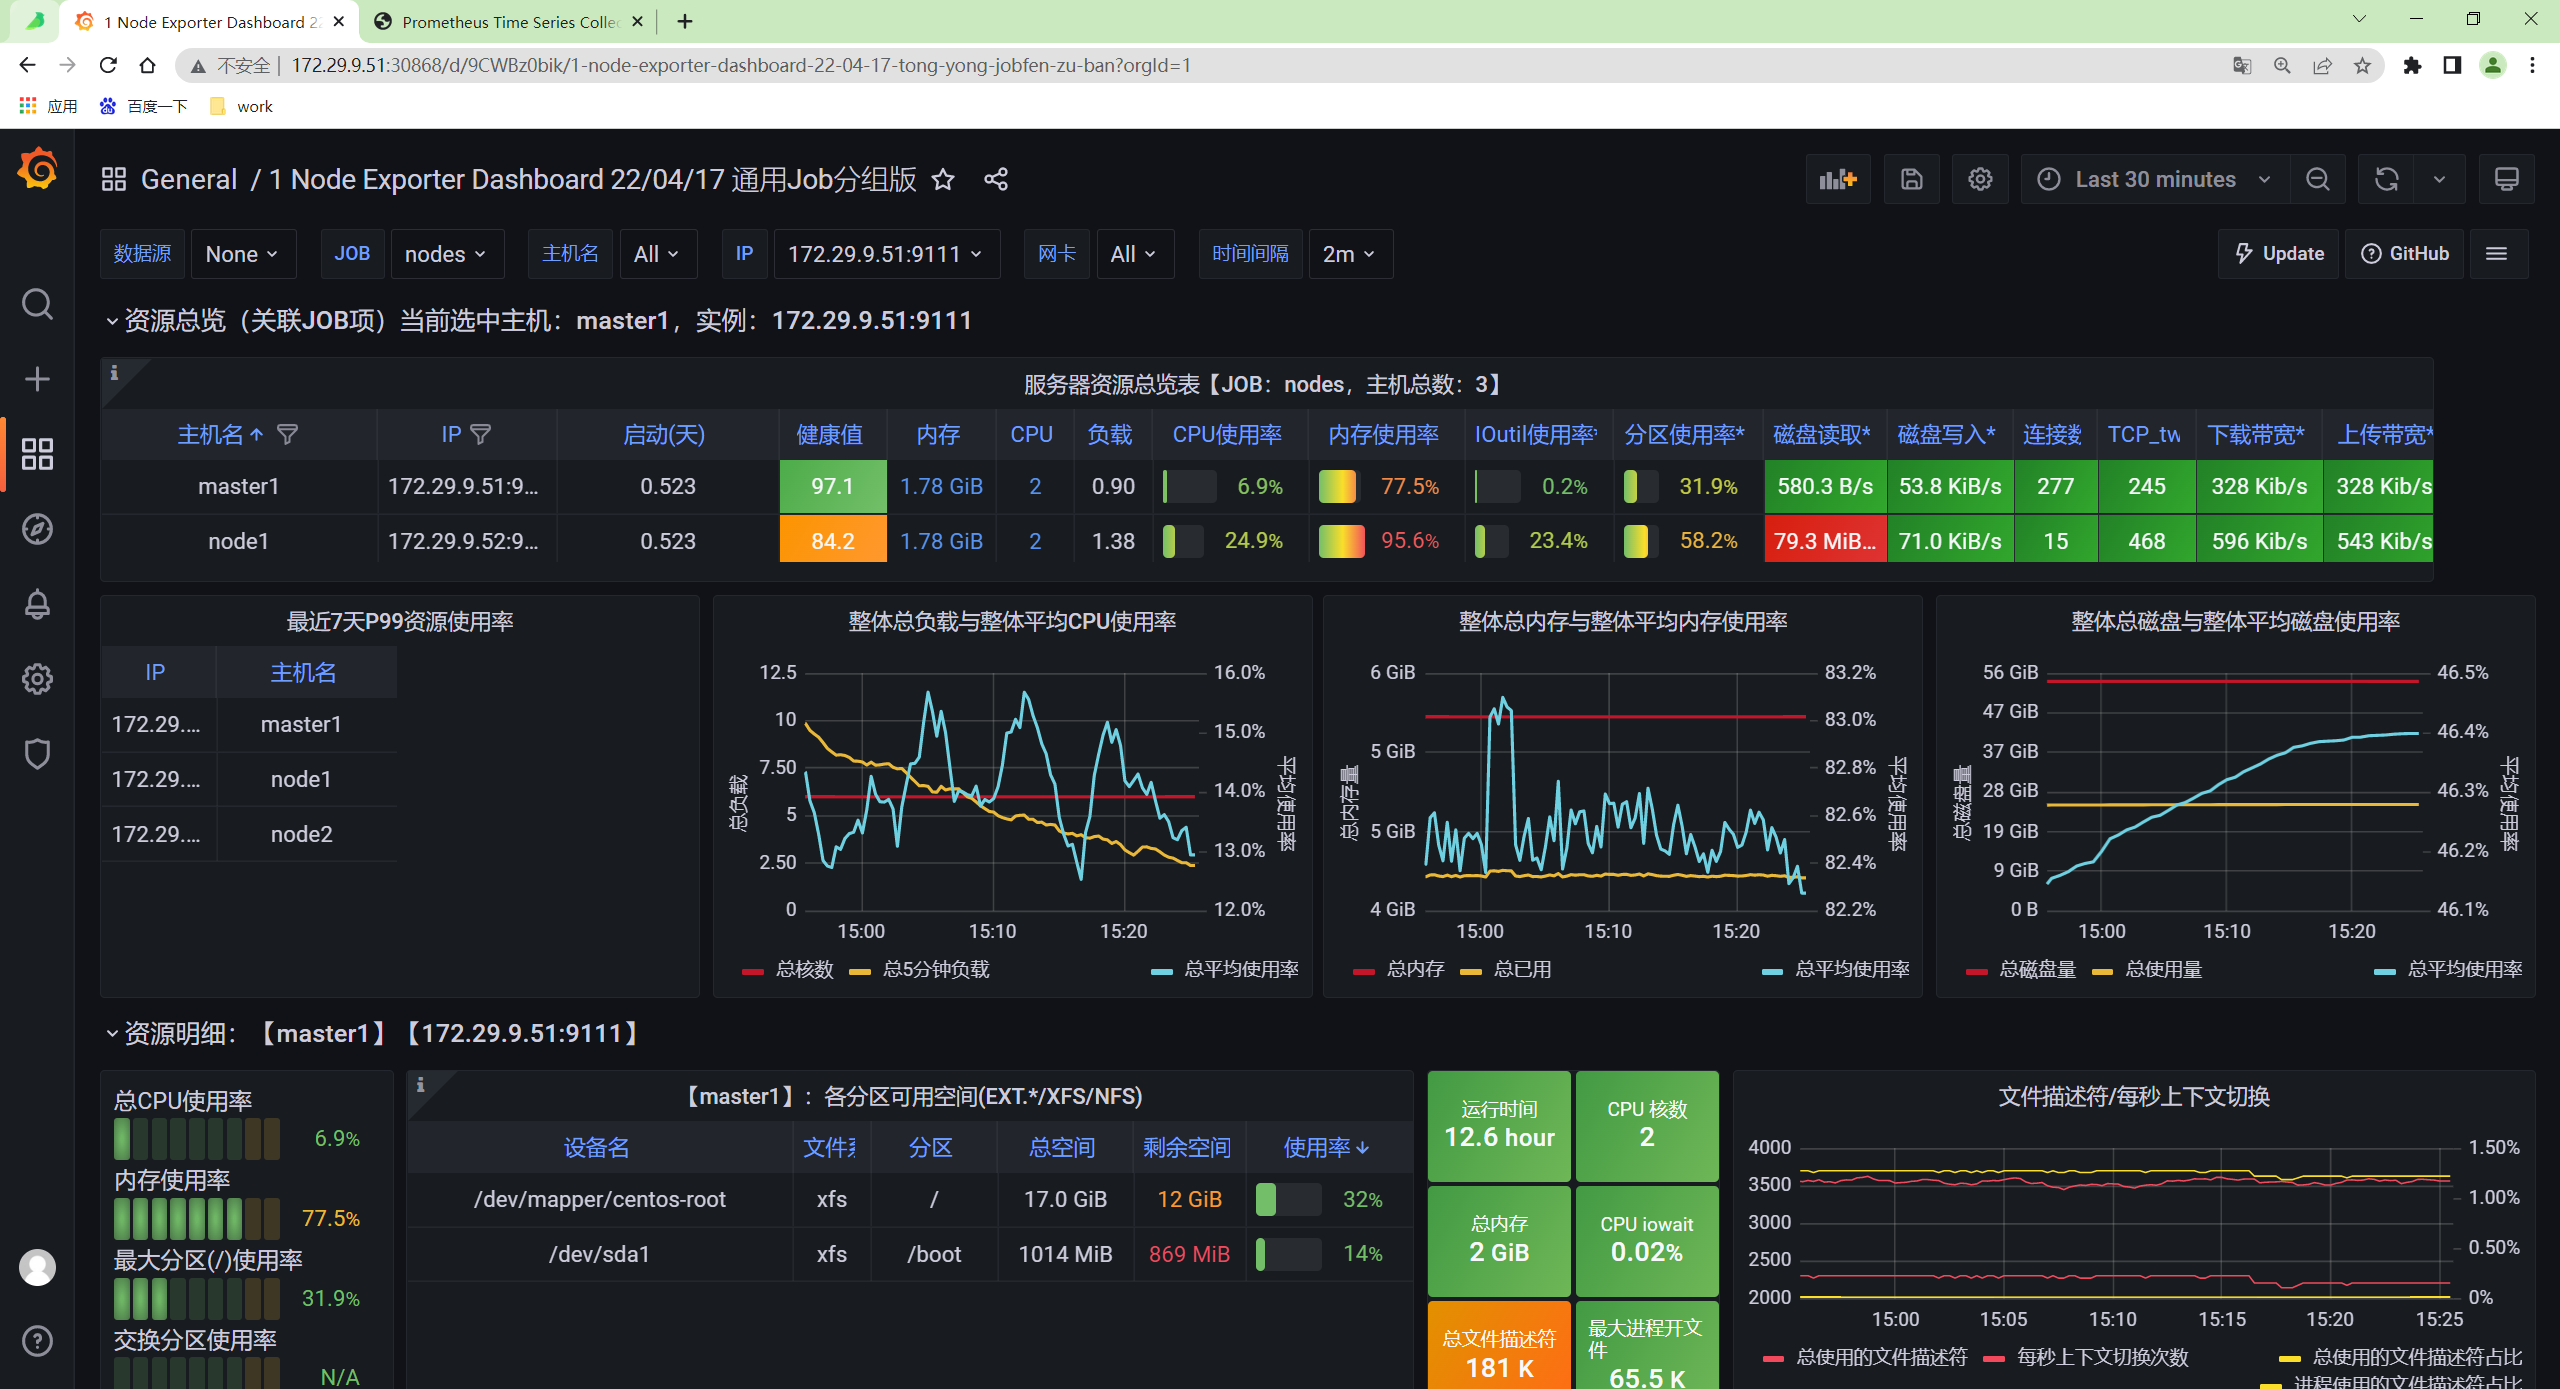 1 Node Exporter Dashboard 22
Prometheus Time Series Colle
不安全 | 172.29.9.51:30868/d/9CWBz0bik/1-node-exporter-dashboard-22-04-17-tong-yong-jobfen-zu-ban?orgId=1
应用 百度一下 work
General / 1 Node Exporter Dashboard 22/04/17 通用Job分组版
Last 30 minutes
数据源 None JOB nodes 主机名 All IP 172.29.9.51:9111 网卡 All 时间间隔 2m Update GitHub
资源总览（关联JOB项）当前选中主机：master1，实例：172.29.9.51:9111
服务器资源总览表【JOB：nodes，主机总数：3】
主机名 IP 启动(天) 健康值 内存 CPU 负载 CPU使用率 内存使用率 IOutil使用率* 分区使用率* 磁盘读取* 磁盘写入* 连接数 TCP_tw 下载带宽* 上传带宽*
master1 172.29.9.51:9... 0.523 97.1 1.78 GiB 2 0.90 6.9% 77.5% 0.2% 31.9% 580.3 B/s 53.8 KiB/s 277 245 328 Kib/s 328 Kib/s
node1 172.29.9.52:9... 0.523 84.2 1.78 GiB 2 1.38 24.9% 95.6% 23.4% 58.2% 79.3 MiB... 71.0 KiB/s 15 468 596 Kib/s 543 Kib/s
最近7天P99资源使用率
IP 主机名
172.29.... master1
172.29.... node1
172.29.... node2
整体总负载与整体平均CPU使用率
总负载
12.5
10
7.50
5
2.50
0
16.0%
15.0%
14.0%
13.0%
12.0%
平均使用率
15:00 15:10 15:20
总核数 总5分钟负载 总平均使用率
整体总内存与整体平均内存使用率
总内存量
6 GiB
5 GiB
5 GiB
4 GiB
83.2%
83.0%
82.8%
82.6%
82.4%
82.2%
平均使用率
15:00 15:10 15:20
总内存 总已用 总平均使用率
整体总磁盘与整体平均磁盘使用率
总磁盘量
56 GiB
47 GiB
37 GiB
28 GiB
19 GiB
9 GiB
0 B
46.5%
46.4%
46.3%
46.2%
46.1%
平均使用率
15:00 15:10 15:20
总磁盘量 总使用量 总平均使用率
资源明细：【master1】【172.29.9.51:9111】
总CPU使用率
6.9%
内存使用率
77.5%
最大分区(/)使用率
31.9%
交换分区使用率
N/A
【master1】：各分区可用空间(EXT.*/XFS/NFS)
设备名 文件系 分区 总空间 剩余空间 使用率
/dev/mapper/centos-root xfs / 17.0 GiB 12 GiB 32%
/dev/sda1 xfs /boot 1014 MiB 869 MiB 14%
运行时间
12.6 hour
CPU 核数
2
总内存
2 GiB
CPU iowait
0.02%
总文件描述符
181 K
最大进程开文
件
65.5 K
文件描述符/每秒上下文切换
4000
3500
3000
2500
2000
1.50%
1.00%
0.50%
0%
15:00 15:05 15:10 15:15 15:20 15:25
总使用的文件描述符 每秒上下文切换次数 总使用的文件描述符占比
进程使用的文件描述符占比